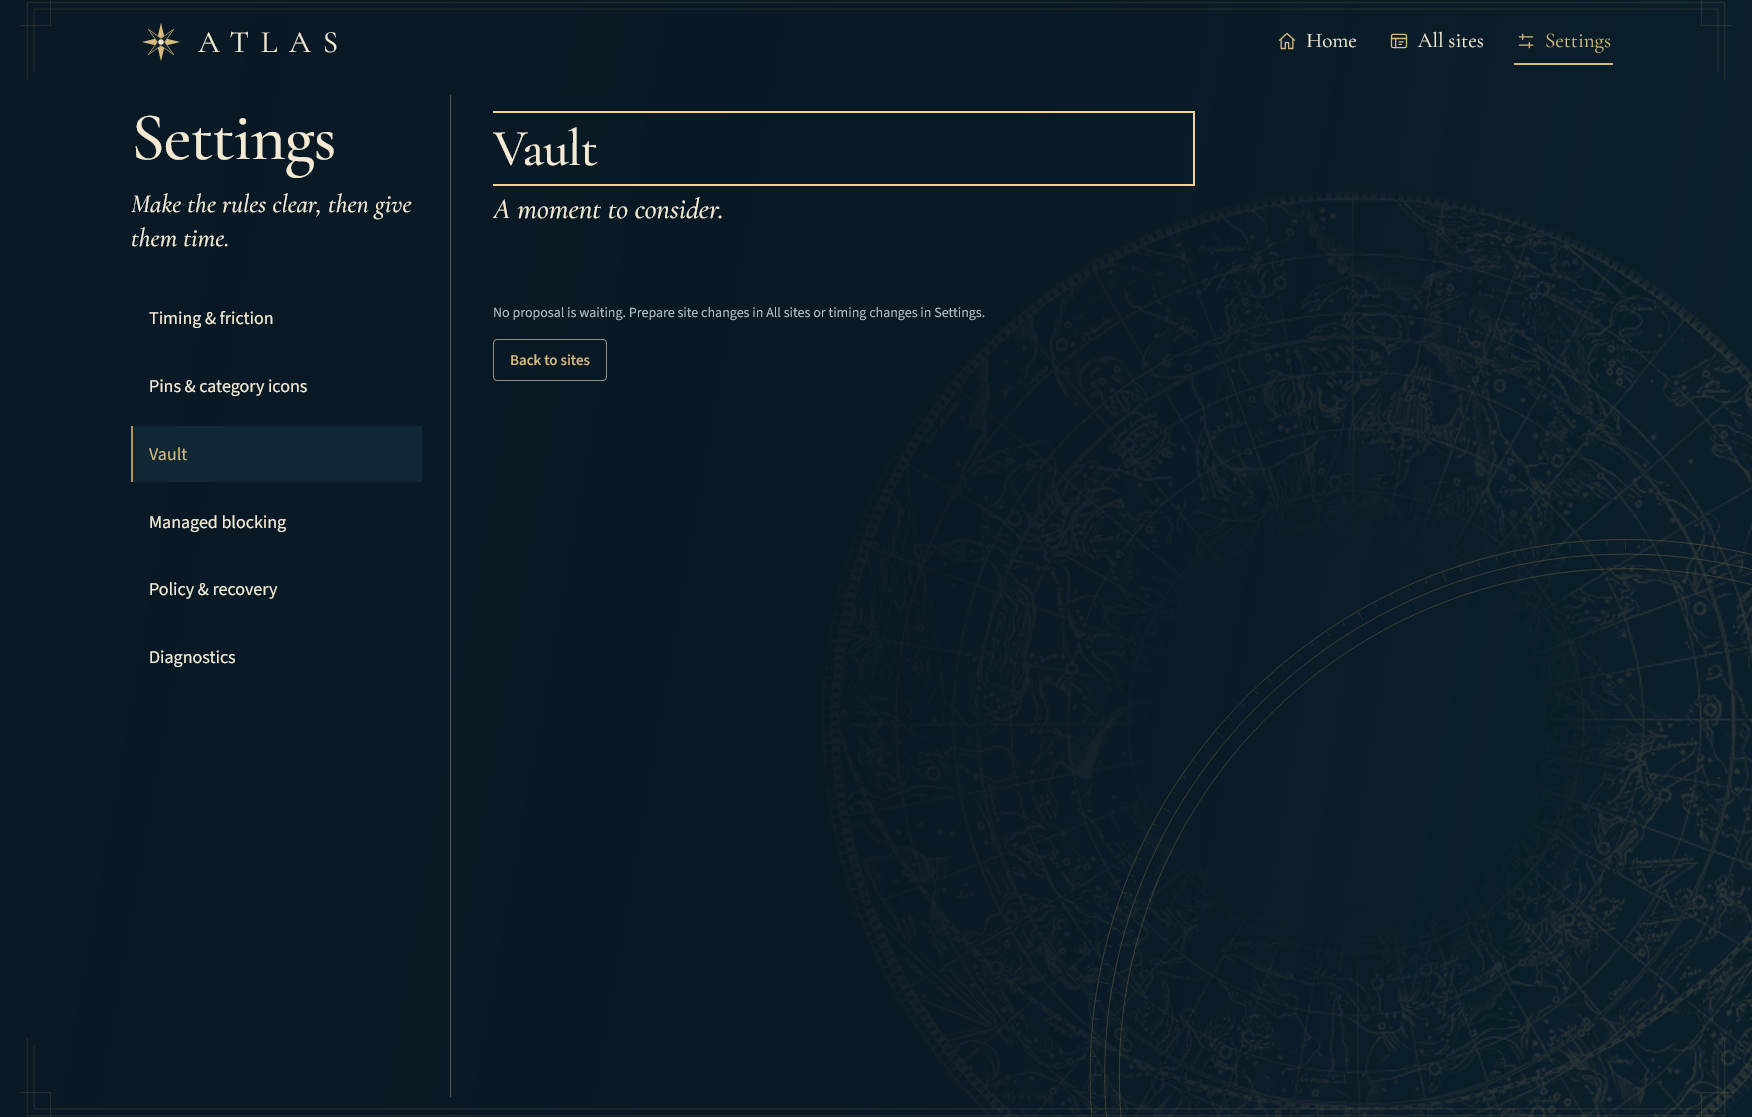 ATLAS
Home
All sites
Settings
Settings
Make the rules clear, then give
them time.
Timing & friction
Pins & category icons
Vault
Managed blocking
Policy & recovery
Diagnostics
Vault
A moment to consider.
No proposal is waiting. Prepare site changes in All sites or timing changes in Settings.
Back to sites